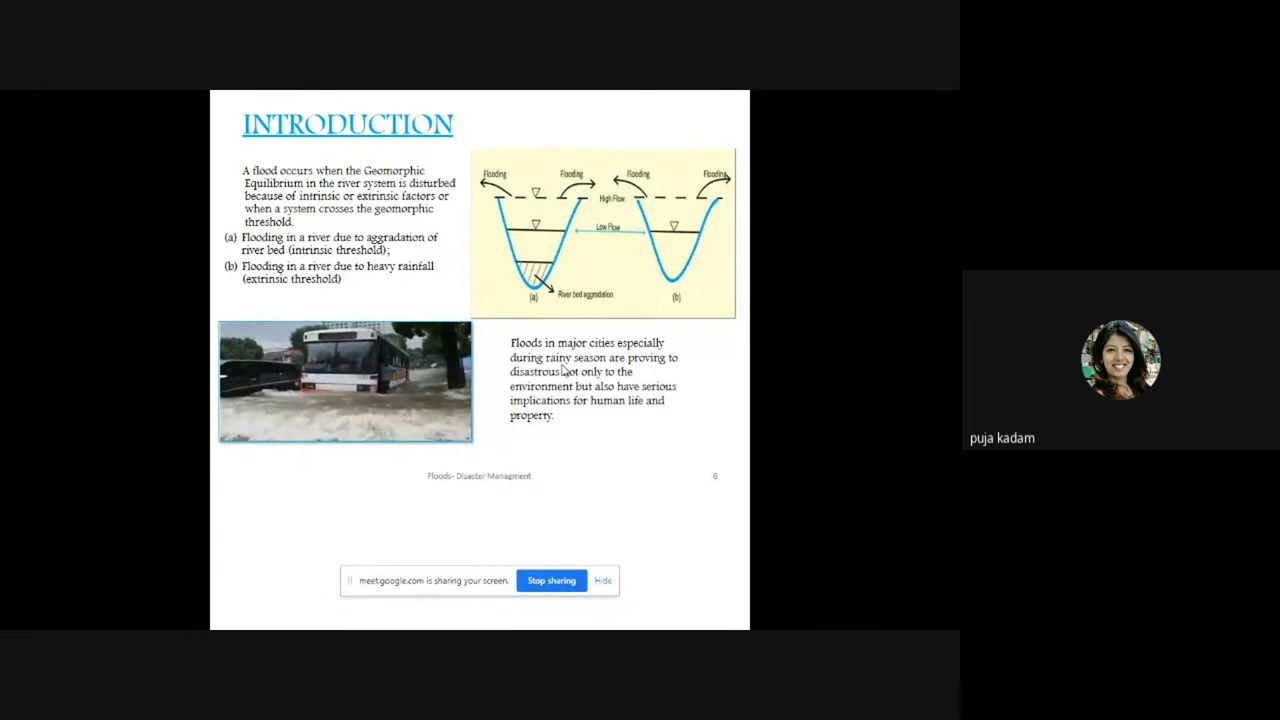 INTRODUCTION
A flood occurs when the Geomorphic
Equilibrium in the river system is disturbed
because of intrinsic or extrinsic factors or
when a system crosses the geomorphic
threshold.
(a) Flooding in a river due to aggradation of
river bed (intrinsic threshold);
(b) Flooding in a river due to heavy rainfall
(extrinsic threshold)
Flooding Flooding Flooding Flooding
High Flow
Low Flow
River bed aggradation
(a) (b)
Floods in major cities especially
during rainy season are proving to
disastrous not only to the
environment but also have serious
implications for human life and
property.
Floods- Disaster Managment 6
meet.google.com is sharing your screen. Stop sharing Hide
puja kadam